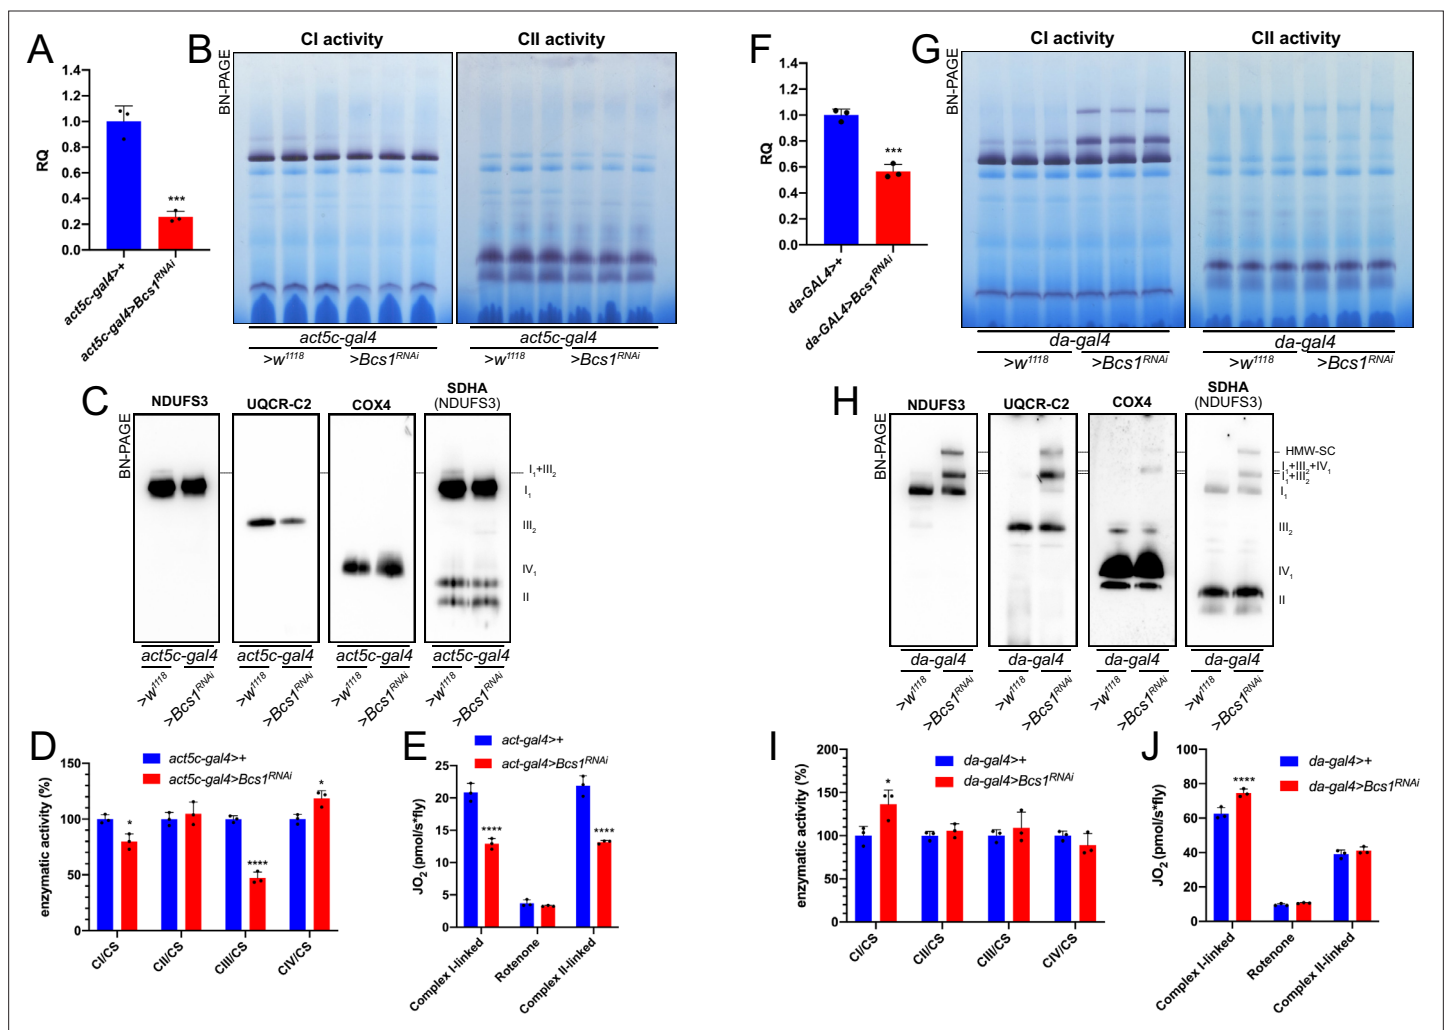 A
RQ
1.4
1.2
1.0
0.8
0.6
0.4
0.2
0.0
***
act5c-gal4>+
act5c-gal4>Bcs1RNAi
B
BN-PAGE
CI activity
CII activity
act5c-gal4
act5c-gal4
>w1118
>Bcs1RNAi
>w1118
>Bcs1RNAi
F
RQ
1.4
1.2
1.0
0.8
0.6
0.4
0.2
0.0
***
da-GAL4>+
da-GAL4>Bcs1RNAi
G
BN-PAGE
CI activity
CII activity
da-gal4
da-gal4
>w1118
>Bcs1RNAi
>w1118
>Bcs1RNAi
C
BN-PAGE
NDUFS3
UQCR-C2
COX4
SDHA
(NDUFS3)
I1+III2
I1
III2
IV1
II
act5c-gal4
act5c-gal4
act5c-gal4
act5c-gal4
>w1118
>Bcs1RNAi
>w1118
>Bcs1RNAi
>w1118
>Bcs1RNAi
>w1118
>Bcs1RNAi
H
BN-PAGE
NDUFS3
UQCR-C2
COX4
SDHA
(NDUFS3)
HMW-SC
I1+III2+IV1
I1+III2
I1
III2
IV1
II
da-gal4
da-gal4
da-gal4
da-gal4
>w1118
>Bcs1RNAi
>w1118
>Bcs1RNAi
>w1118
>Bcs1RNAi
>w1118
>Bcs1RNAi
D
act5c-gal4>+
act5c-gal4>Bcs1RNAi
enzymatic activity (%)
150
100
50
0
*
****
*
CI/CS
CII/CS
CIII/CS
CIV/CS
E
act-gal4>+
act-gal4>Bcs1RNAi
JO2 (pmol/s*fly)
25
20
15
10
5
0
****
****
Complex I-linked
Rotenone
Complex II-linked
I
da-gal4>+
da-gal4>Bcs1RNAi
enzymatic activity (%)
200
150
100
50
0
*
CI/CS
CII/CS
CIII/CS
CIV/CS
J
da-gal4>+
da-gal4>Bcs1RNAi
JO2 (pmol/s*fly)
100
80
60
40
20
0
****
Complex I-linked
Rotenone
Complex II-linked